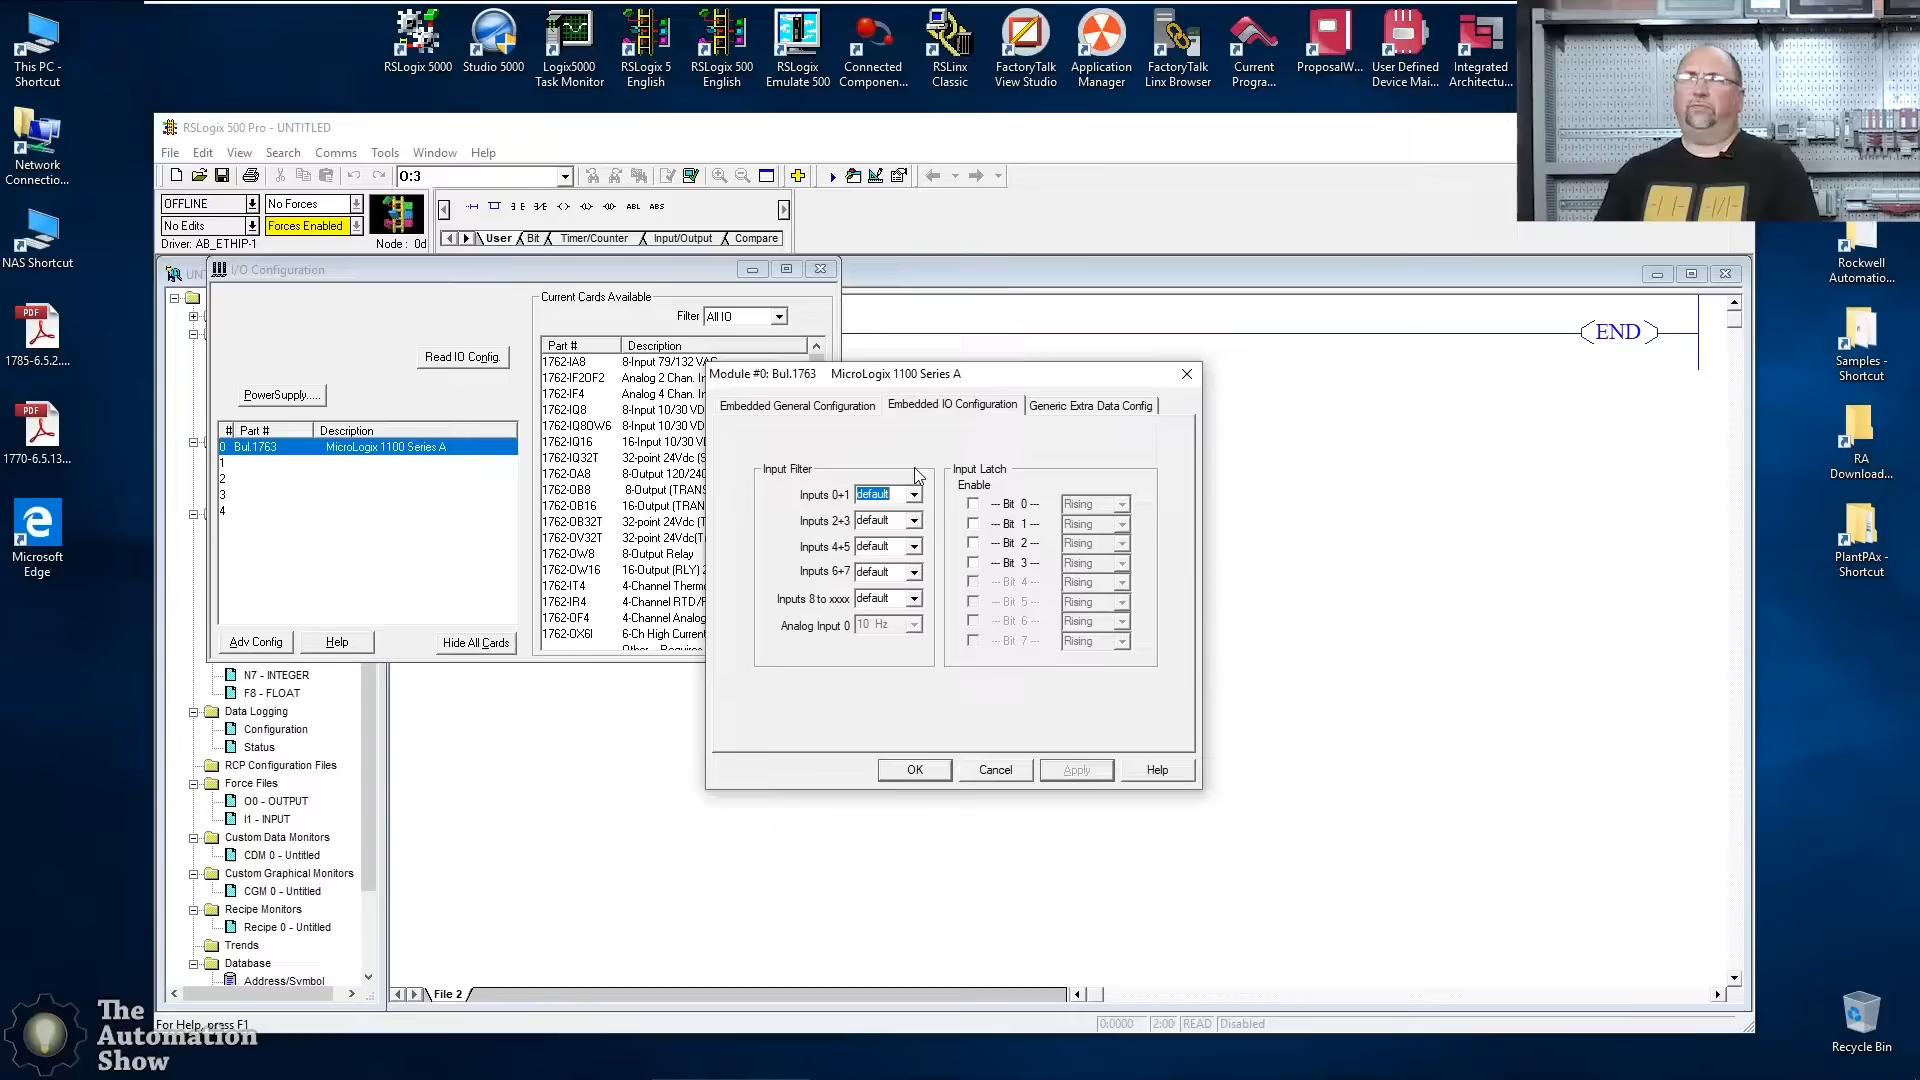 This PC - Shortcut
Network Connectio...
NAS Shortcut
1785-6.5.2....
1770-6.5.13...
Microsoft Edge
RSLogix 5000
Studio 5000
Logix5000 Task Monitor
RSLogix 5 English
RSLogix 500 English
RSLogix Emulate 500
Connected Componen...
RSLinx Classic
FactoryTalk View Studio
Application Manager
FactoryTalk Linx Browser
Current Progra...
ProposalW...
User Defined Device Mai...
Integrated Architectu...
Rockwell Automatio...
Samples - Shortcut
RA Download...
PlantPAx - Shortcut
Recycle Bin
RSLogix 500 Pro - UNTITLED
File Edit View Search Comms Tools Window Help
O:3
OFFLINE No Forces
No Edits Forces Enabled
Driver: AB_ETHIP-1 Node : 0d
ABL ABS
User Bit Timer/Counter Input/Output Compare
UNT
I/O Configuration
Current Cards Available
Filter All IO
Read IO Config.
PowerSupply.....
# Part # Description
0 Bul.1763 MicroLogix 1100 Series A
1
2
3
4
Adv Config Help Hide All Cards
Part # Description
1762-IA8 8-Input 79/132 VAC
1762-IF2OF2 Analog 2 Chan. In
1762-IF4 Analog 4 Chan. In
1762-IQ8 8-Input 10/30 VD
1762-IQ8OW6 8-Input 10/30 VD
1762-IQ16 16-Input 10/30 VD
1762-IQ32T 32-point 24Vdc (S
1762-OA8 8-Output 120/240
1762-OB8 8-Output (TRANS
1762-OB16 16-Output (TRAN
1762-OB32T 32-point 24Vdc (T
1762-OV32T 32-point 24Vdc(T
1762-OW8 8-Output Relay
1762-OW16 16-Output (RLY) 2
1762-IT4 4-Channel Thermo
1762-IR4 4-Channel RTD/F
1762-OF4 4-Channel Analog
1762-OX6I 6-Ch High Current
Module #0: Bul.1763 MicroLogix 1100 Series A
Embedded General Configuration Embedded IO Configuration Generic Extra Data Config
Input Filter
Inputs 0+1 default
Inputs 2+3 default
Inputs 4+5 default
Inputs 6+7 default
Inputs 8 to xxxx default
Analog Input 0 10 Hz
Input Latch
Enable
--- Bit 0 --- Rising
--- Bit 1 --- Rising
--- Bit 2 --- Rising
--- Bit 3 --- Rising
--- Bit 4 --- Rising
--- Bit 5 --- Rising
--- Bit 6 --- Rising
--- Bit 7 --- Rising
OK Cancel Apply Help
END
N7 - INTEGER
F8 - FLOAT
Data Logging
Configuration
Status
RCP Configuration Files
Force Files
O0 - OUTPUT
I1 - INPUT
Custom Data Monitors
CDM 0 - Untitled
Custom Graphical Monitors
CGM 0 - Untitled
Recipe Monitors
Recipe 0 - Untitled
Trends
Database
Address/Symbol
File 2
For Help, press F1
0:0000 2:00 READ Disabled
The
Automation
Show